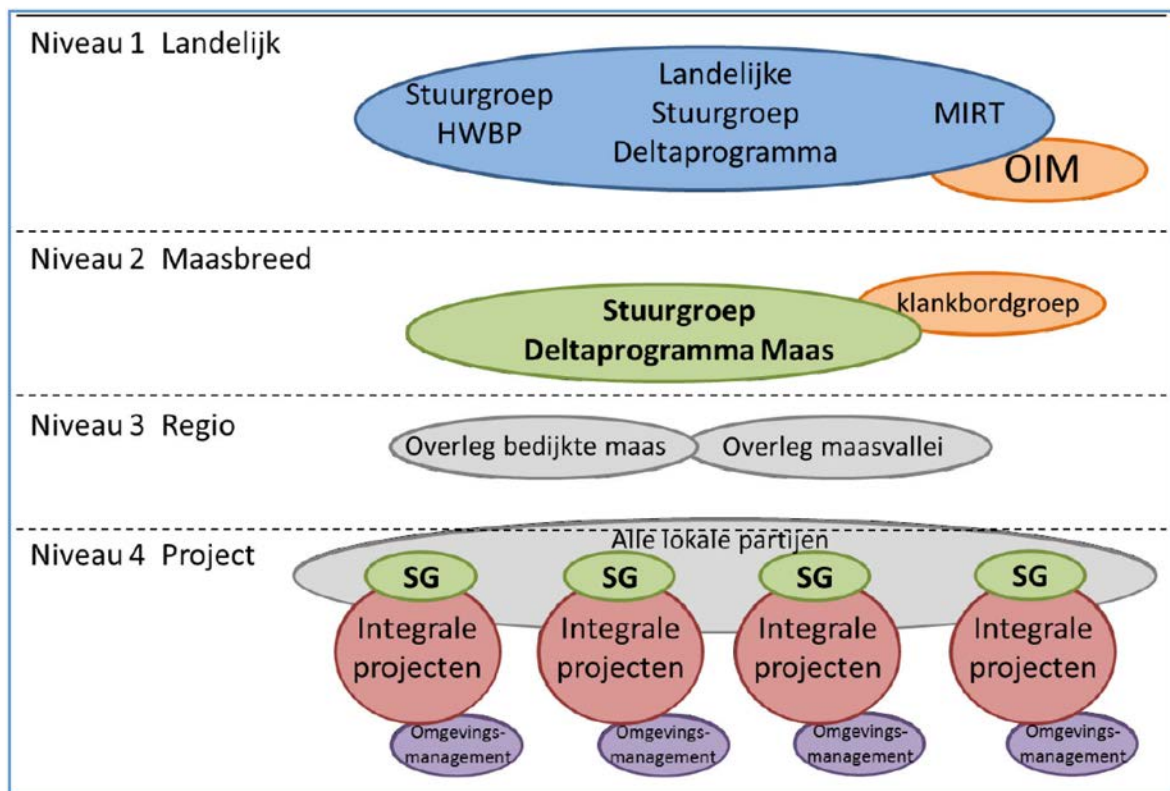 Niveau 1 Landelijk
Stuurgroep
HWBP
Landelijke
Stuurgroep
Deltaprogramma
MIRT
OIM
Niveau 2 Maasbreed
klankbordgroep
Stuurgroep
Deltaprogramma Maas
Niveau 3 Regio
Overleg bedijkte maas
Overleg maasvallei
Niveau 4 Project
Alle lokale partijen
SG
SG
SG
SG
Integrale
projecten
Integrale
projecten
Integrale
projecten
Integrale
projecten
Omgevings-
management
Omgevings-
management
Omgevings-
management
Omgevings-
management